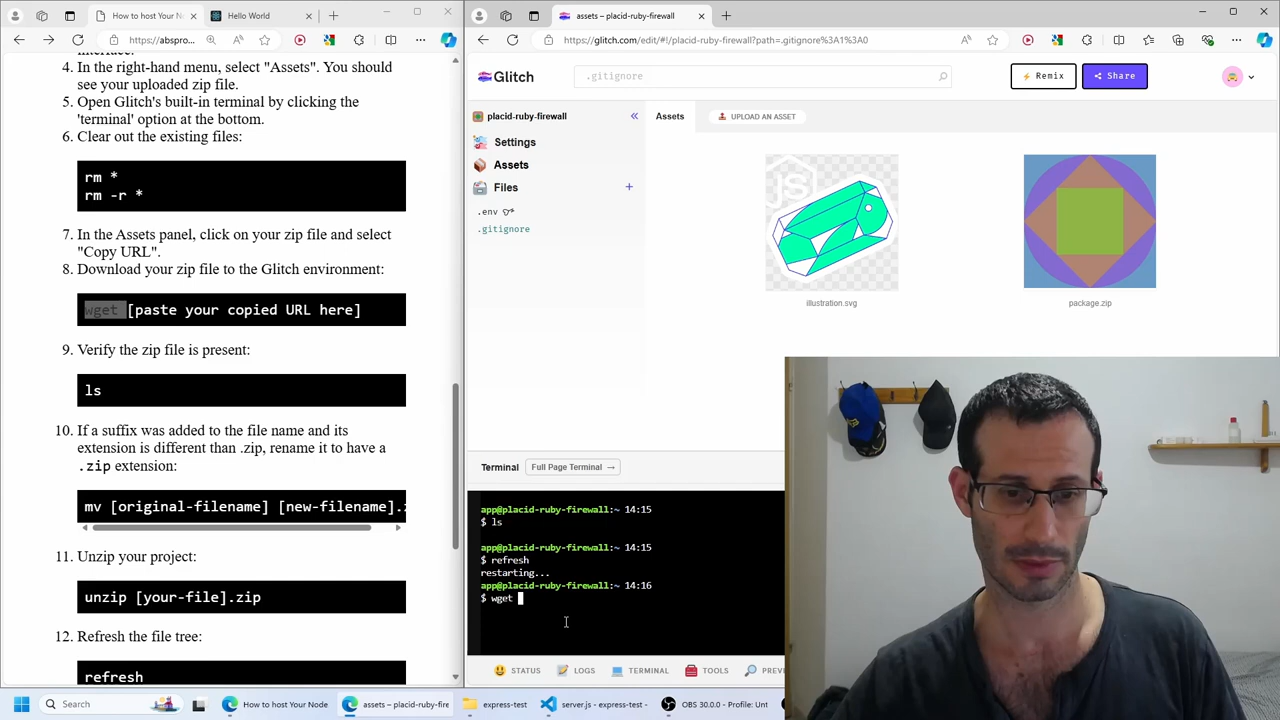 How to host Your N
Hello World
https://abspro...
interface.
4. In the right-hand menu, select "Assets". You should
see your uploaded zip file.
5. Open Glitch's built-in terminal by clicking the
'terminal' option at the bottom.
6. Clear out the existing files:
rm *
rm -r *
7. In the Assets panel, click on your zip file and select
"Copy URL".
8. Download your zip file to the Glitch environment:
wget [paste your copied URL here]
9. Verify the zip file is present:
ls
10. If a suffix was added to the file name and its
extension is different than .zip, rename it to have a
.zip extension:
mv [original-filename] [new-filename].z
11. Unzip your project:
unzip [your-file].zip
12. Refresh the file tree:
refresh
assets – placid-ruby-firewall
https://glitch.com/edit/#!/placid-ruby-firewall?path=.gitignore%3A1%3A0
Glitch
.gitignore
Remix
Share
placid-ruby-firewall
Settings
Assets
Files
.env
.gitignore
Assets
UPLOAD AN ASSET
JS
illustration.svg
package.zip
Terminal
Full Page Terminal →
app@placid-ruby-firewall:~ 14:15
$ ls
app@placid-ruby-firewall:~ 14:15
$ refresh
restarting...
app@placid-ruby-firewall:~ 14:16
$ wget
STATUS
LOGS
TERMINAL
TOOLS
PREV
Search
How to host Your Node
assets – placid-ruby-fire
express-test
server.js - express-test -
OBS 30.0.0 - Profile: Unt